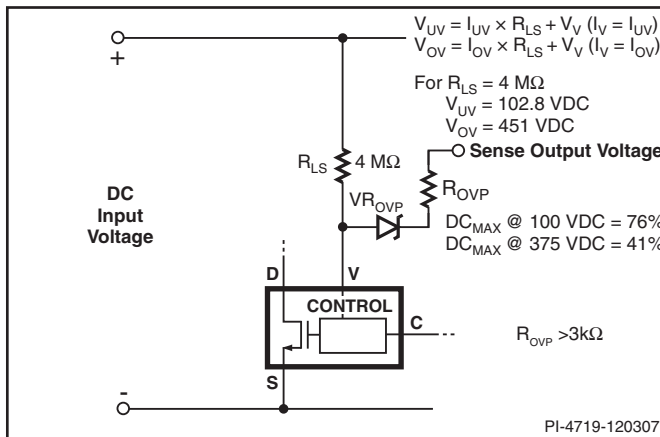 V_UV = I_UV × R_LS + V_V (I_V = I_UV)
V_OV = I_OV × R_LS + V_V (I_V = I_OV)
+
For R_LS = 4 MΩ
V_UV = 102.8 VDC
V_OV = 451 VDC
Sense Output Voltage
R_LS 4 MΩ
R_OVP
VR_OVP
DC
Input
Voltage
DC_MAX @ 100 VDC = 76%
DC_MAX @ 375 VDC = 41%
D V
CONTROL
C
R_OVP >3kΩ
S
-
PI-4719-120307